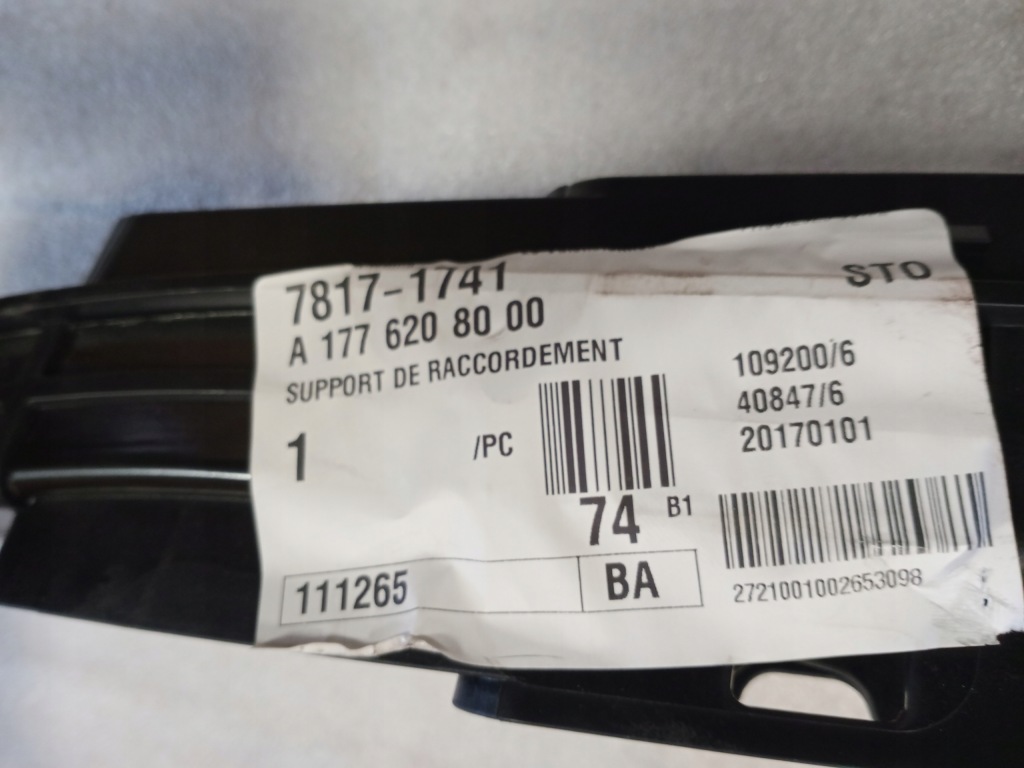 7817-1741
STO
A 177 620 80 00
SUPPORT DE RACCORDEMENT
109200/6
40847/6
20170101
1 /PC
74 B1
111265 BA
2721001002653098